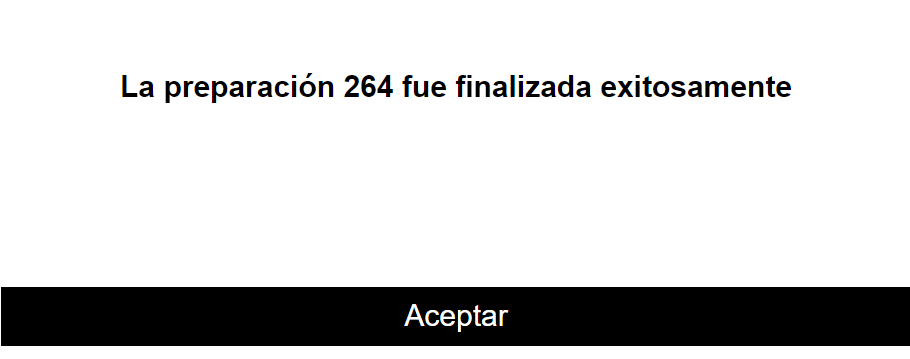 La preparación 264 fue finalizada exitosamente
Aceptar